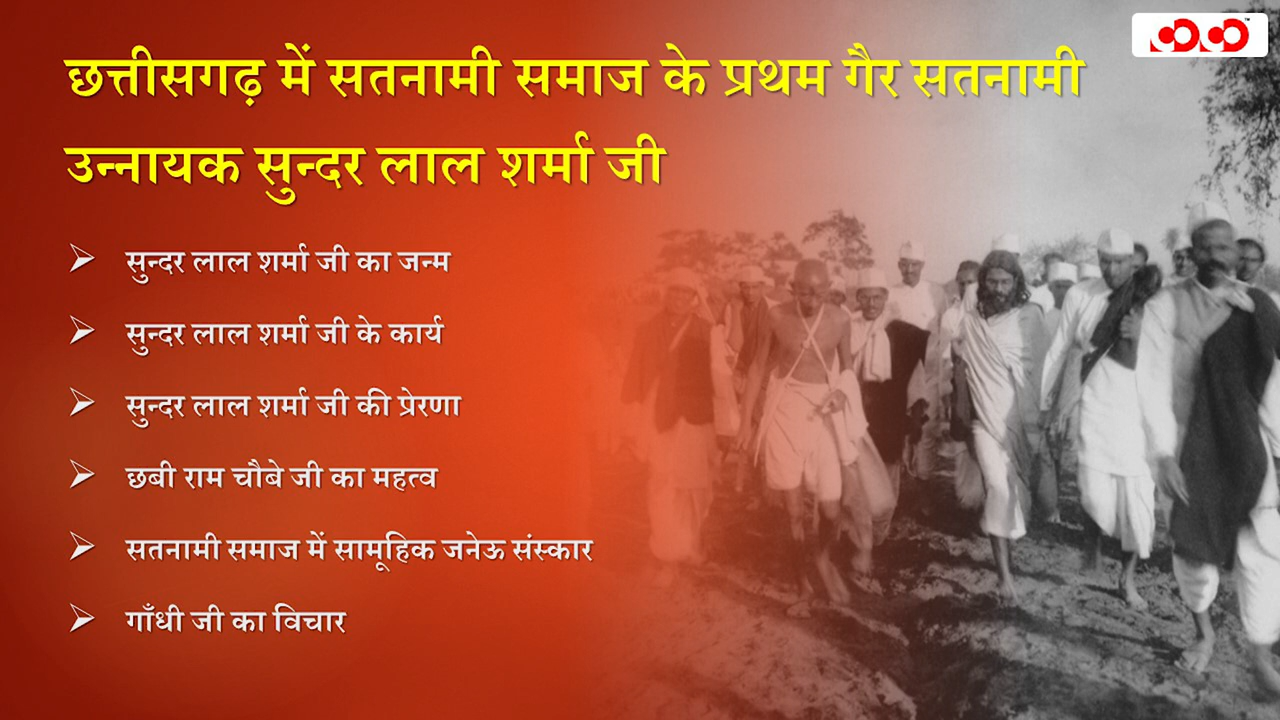 छत्तीसगढ़ में सतनामी समाज के प्रथम गैर सतनामी
उन्नायक सुन्दर लाल शर्मा जी
सुन्दर लाल शर्मा जी का जन्म
सुन्दर लाल शर्मा जी के कार्य
सुन्दर लाल शर्मा जी की प्रेरणा
छबी राम चौबे जी का महत्व
सतनामी समाज में सामूहिक जनेऊ संस्कार
गाँधी जी का विचार